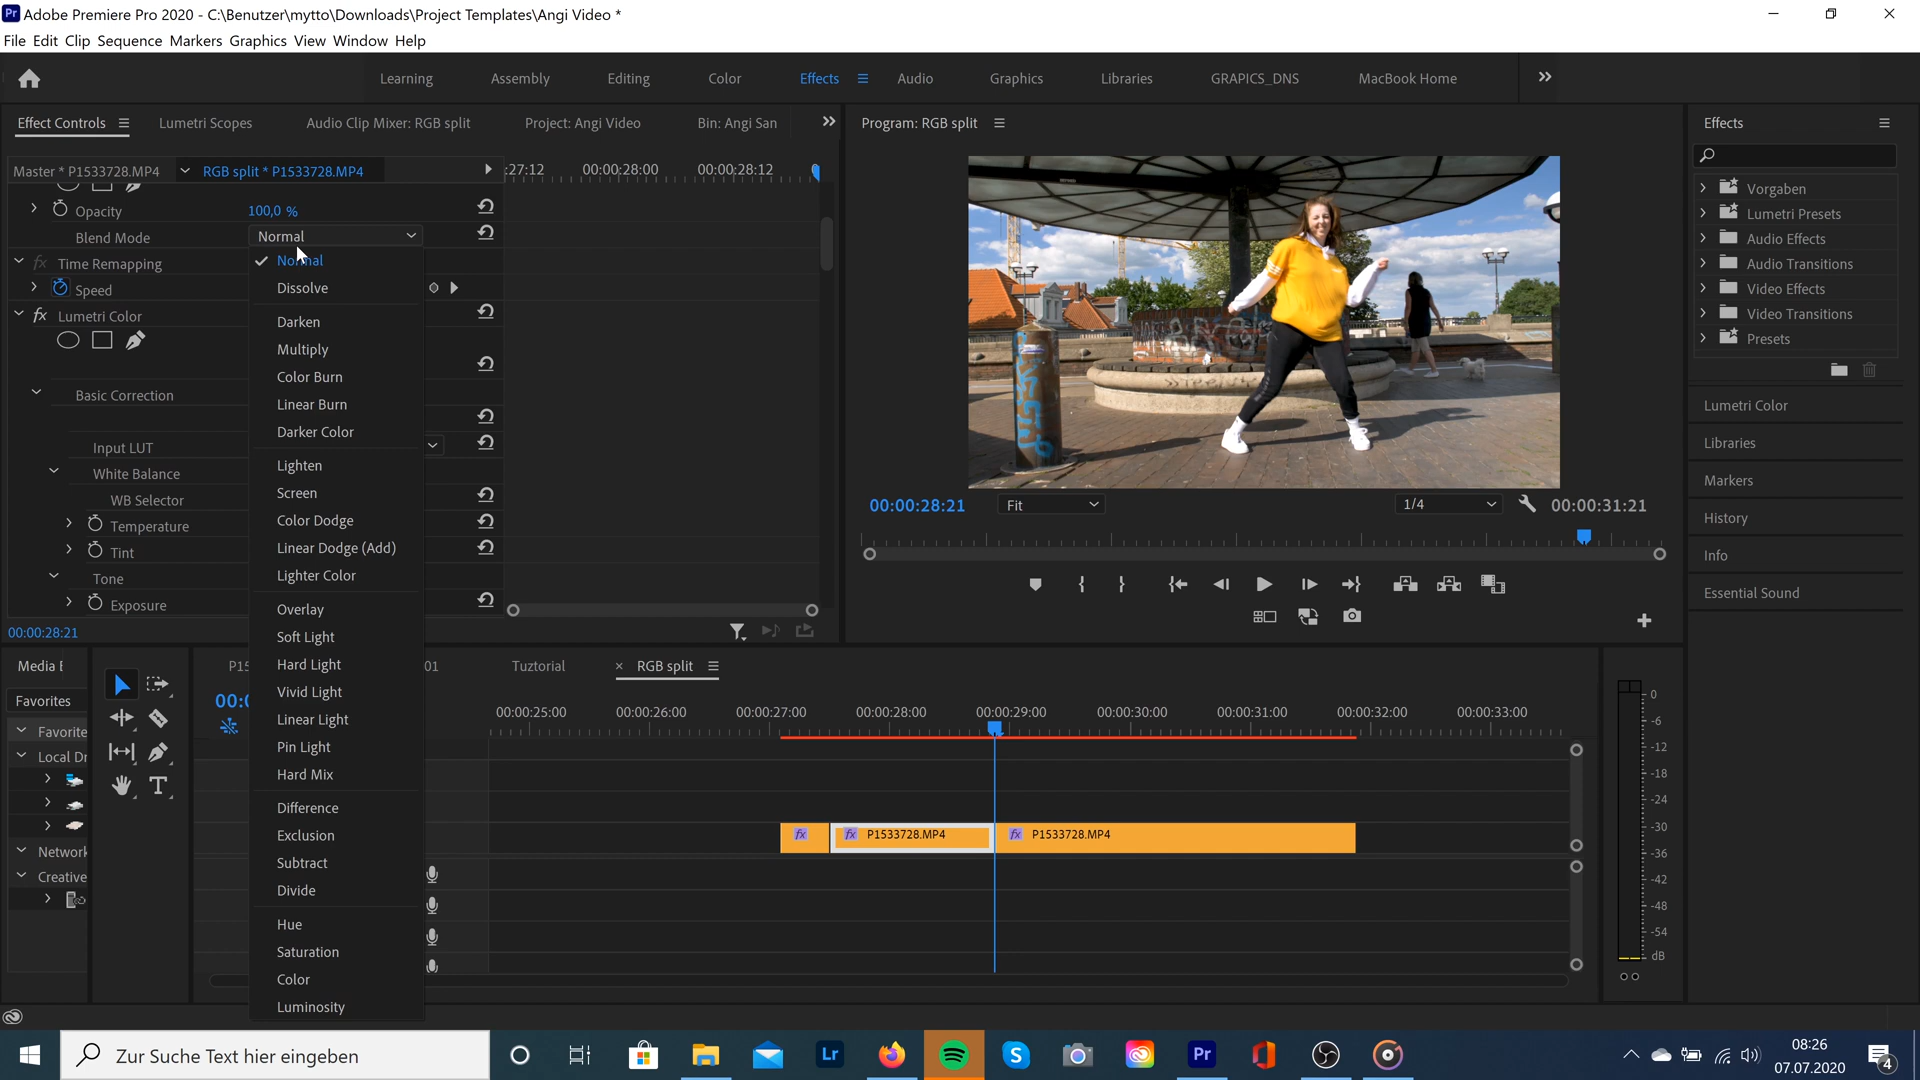 Pr Adobe Premiere Pro 2020 - C:\Benutzer\mytto\Downloads\Project Templates\Angi Video *
File Edit Clip Sequence Markers Graphics View Window Help
Learning Assembly Editing Color Effects Audio Graphics Libraries GRAPICS_DNS MacBook Home
Effect Controls Lumetri Scopes Audio Clip Mixer: RGB split Project: Angi Video Bin: Angi San
Program: RGB split
Effects
Master * P1533728.MP4 RGB split * P1533728.MP4
:27:12 00:00:28:00 00:00:28:12
Opacity 100,0 %
Blend Mode Normal
Time Remapping
Speed
fx Lumetri Color
Basic Correction
Input LUT
White Balance
WB Selector
Temperature
Tint
Tone
Exposure
00:00:28:21
Normal
Dissolve
Darken
Multiply
Color Burn
Linear Burn
Darker Color
Lighten
Screen
Color Dodge
Linear Dodge (Add)
Lighter Color
Overlay
Soft Light
Hard Light
Vivid Light
Linear Light
Pin Light
Hard Mix
Difference
Exclusion
Subtract
Divide
Hue
Saturation
Color
Luminosity
00:00:28:21 Fit 1/4 00:00:31:21
Vorgaben
Lumetri Presets
Audio Effects
Audio Transitions
Video Effects
Video Transitions
Presets
Lumetri Color
Libraries
Markers
History
Info
Essential Sound
Media
Favorites
Favorite
Local Dr
Network
Creative
P15 01 Tuztorial × RGB split
00:0
00:00:25:00 00:00:26:00 00:00:27:00 00:00:28:00 00:00:29:00 00:00:30:00 00:00:31:00 00:00:32:00 00:00:33:00
fx fx P1533728.MP4 fx P1533728.MP4
0
-6
-12
-18
-24
-30
-36
-42
-48
-54
dB
Zur Suche Text hier eingeben
Lr
Pr
08:26
07.07.2020
4